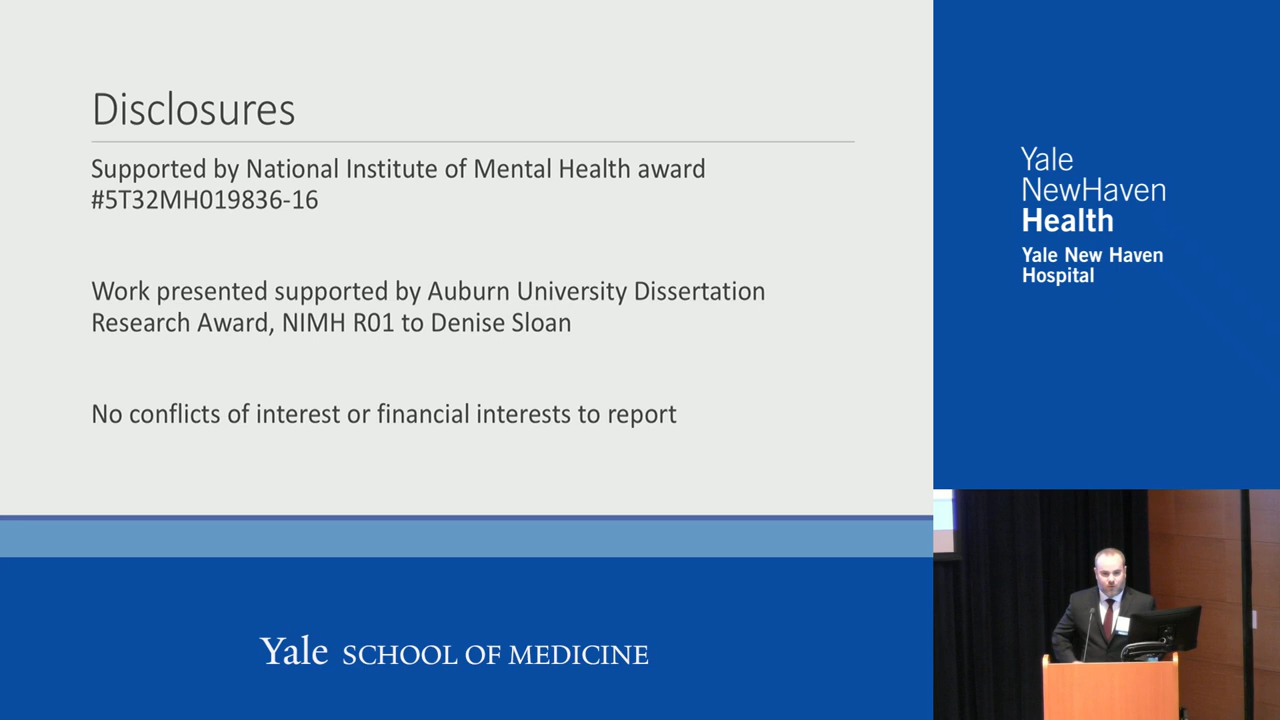 Disclosures
Supported by National Institute of Mental Health award
#5T32MH019836-16
Work presented supported by Auburn University Dissertation
Research Award, NIMH R01 to Denise Sloan
No conflicts of interest or financial interests to report
Yale SCHOOL OF MEDICINE
Yale
NewHaven
Health
Yale New Haven
Hospital